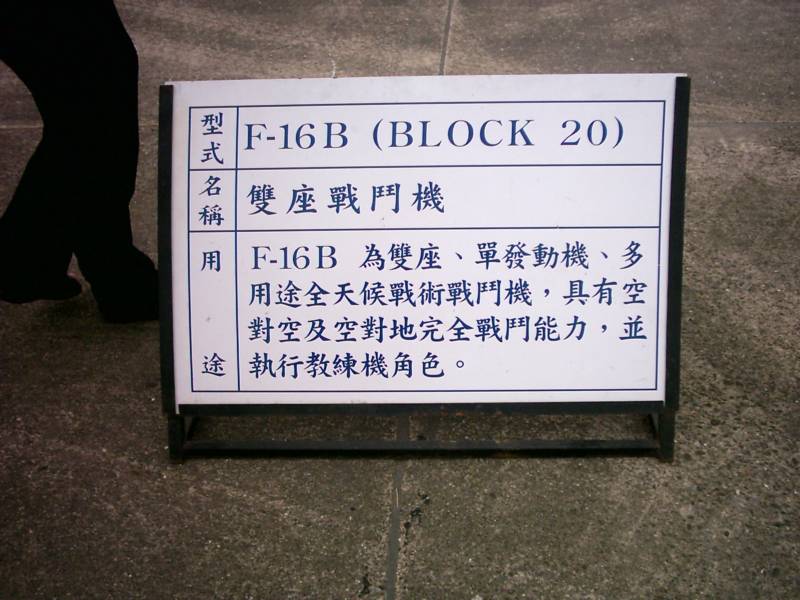 型式 F-16B (BLOCK 20)
名稱 雙座戰鬥機
用途 F-16B 為雙座、單發動機、多
用途全天候戰術戰鬥機，具有空
對空及空對地完全戰鬥能力，並
執行教練機角色。